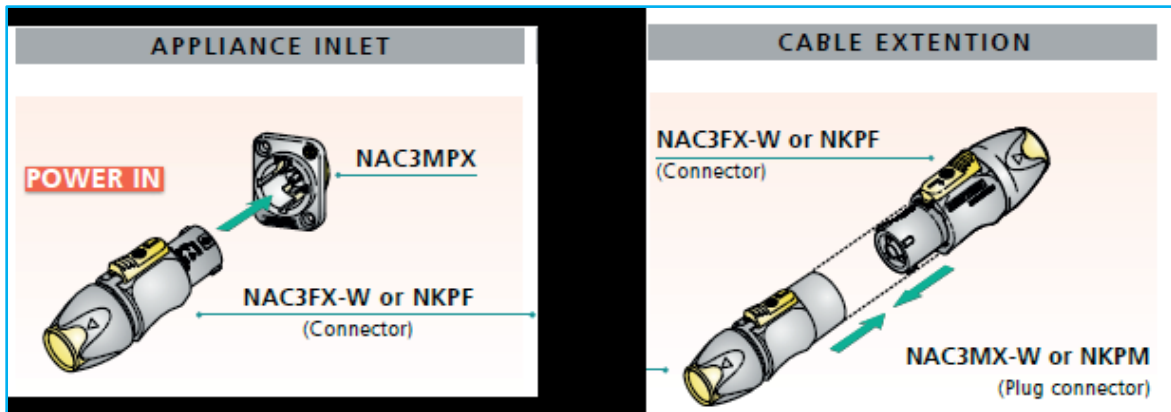 APPLIANCE INLET
POWER IN
NAC3MPX
NAC3FX-W or NKPF
(Connector)
CABLE EXTENTION
NAC3FX-W or NKPF
(Connector)
NAC3MX-W or NKPM
(Plug connector)